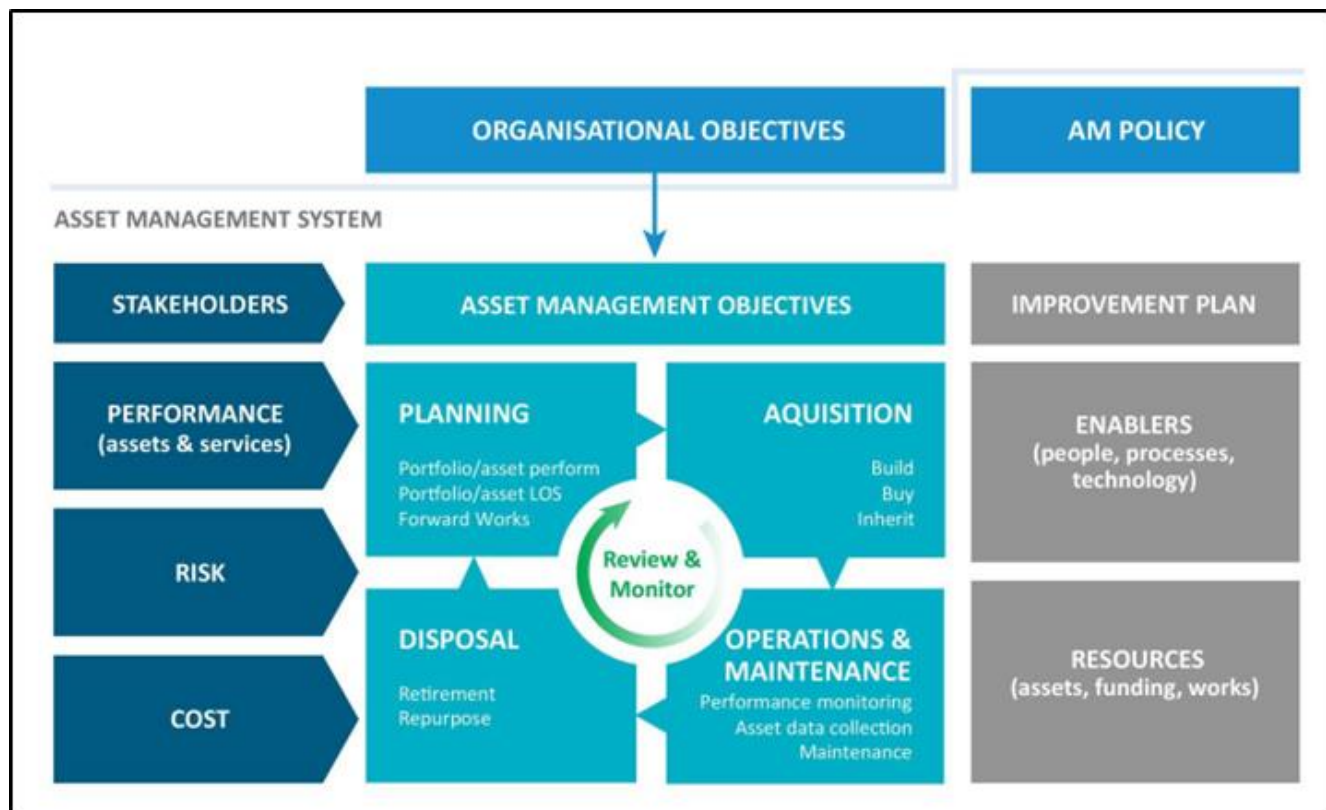 ORGANISATIONAL OBJECTIVES
AM POLICY
ASSET MANAGEMENT SYSTEM
STAKEHOLDERS
ASSET MANAGEMENT OBJECTIVES
IMPROVEMENT PLAN
PERFORMANCE
(assets & services)
RISK
COST
PLANNING
Portfolio/asset perform
Portfolio/asset LOS
Forward Works
AQUISITION
Build
Buy
Inherit
Review &
Monitor
DISPOSAL
Retirement
Repurpose
OPERATIONS &
MAINTENANCE
Performance monitoring
Asset data collection
Maintenance
ENABLERS
(people, processes,
technology)
RESOURCES
(assets, funding, works)